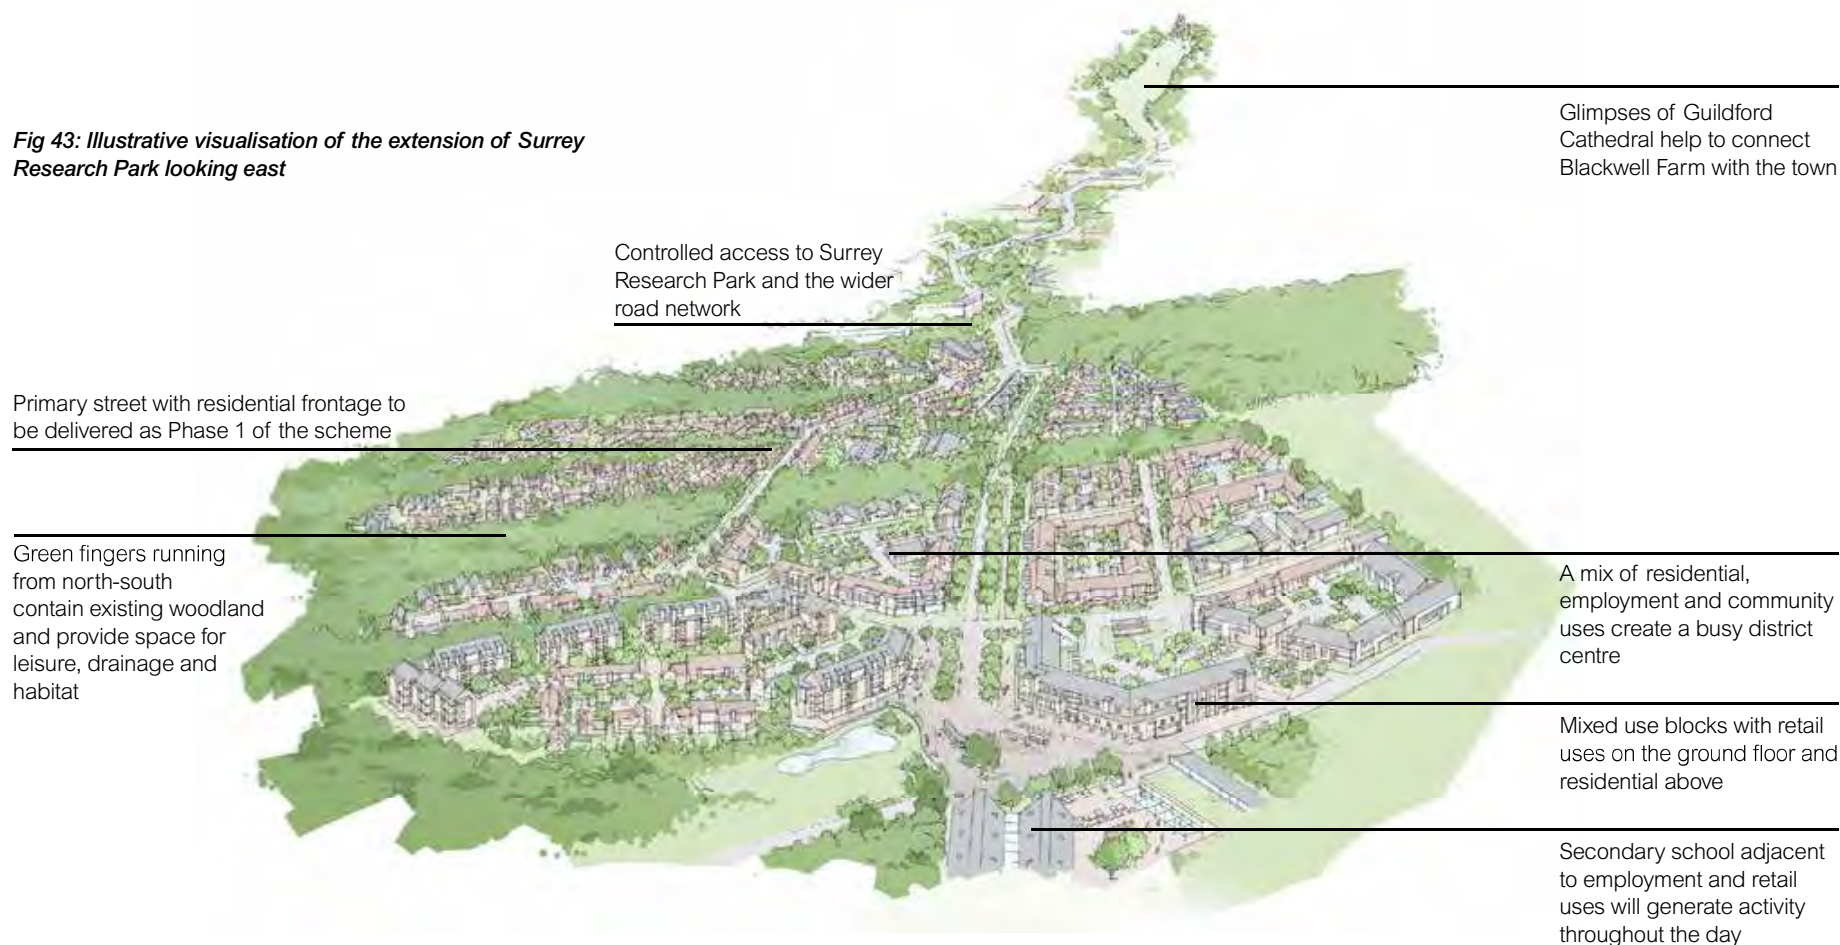 Fig 43: Illustrative visualisation of the extension of Surrey
Research Park looking east
Glimpses of Guildford
Cathedral help to connect
Blackwell Farm with the town
Controlled access to Surrey
Research Park and the wider
road network
Primary street with residential frontage to
be delivered as Phase 1 of the scheme
Green fingers running
from north-south
contain existing woodland
and provide space for
leisure, drainage and
habitat
A mix of residential,
employment and community
uses create a busy district
centre
Mixed use blocks with retail
uses on the ground floor and
residential above
Secondary school adjacent
to employment and retail
uses will generate activity
throughout the day